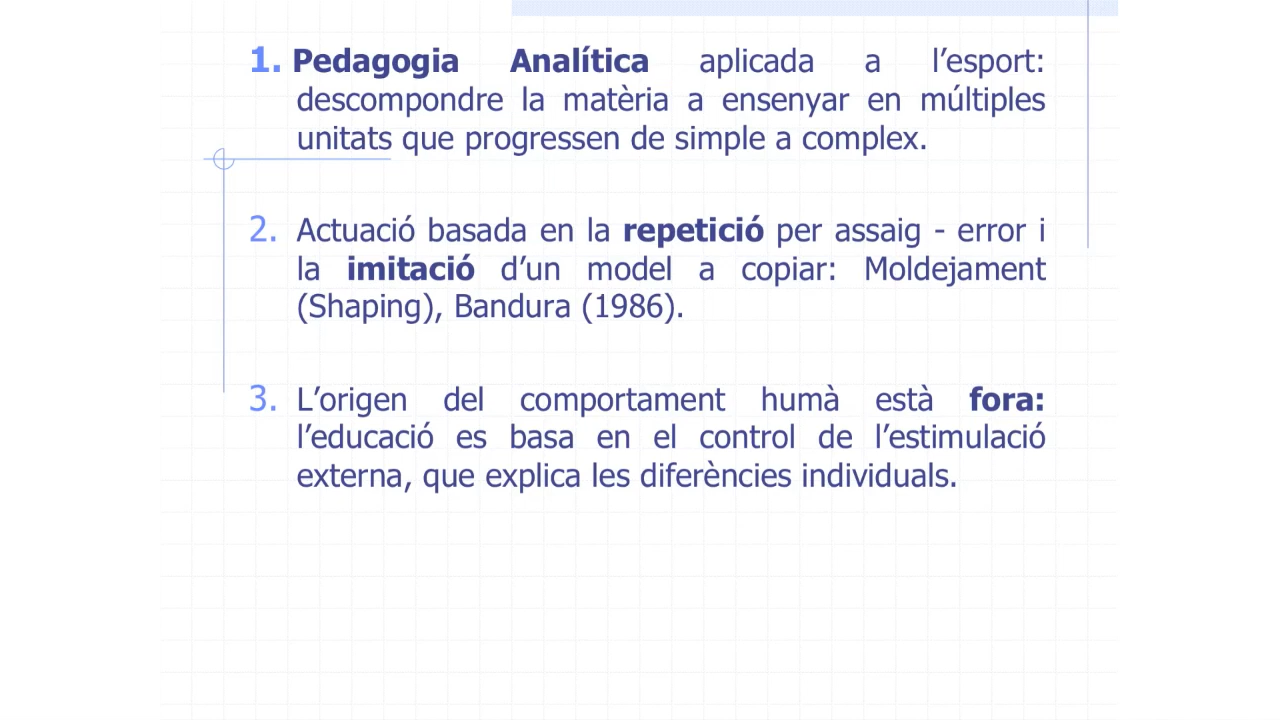 1. Pedagogia Analítica aplicada a l’esport:
descompondre la matèria a ensenyar en múltiples
unitats que progressen de simple a complex.
2. Actuació basada en la repetició per assaig - error i
la imitació d’un model a copiar: Moldejament
(Shaping), Bandura (1986).
3. L’origen del comportament humà està fora:
l’educació es basa en el control de l’estimulació
externa, que explica les diferències individuals.